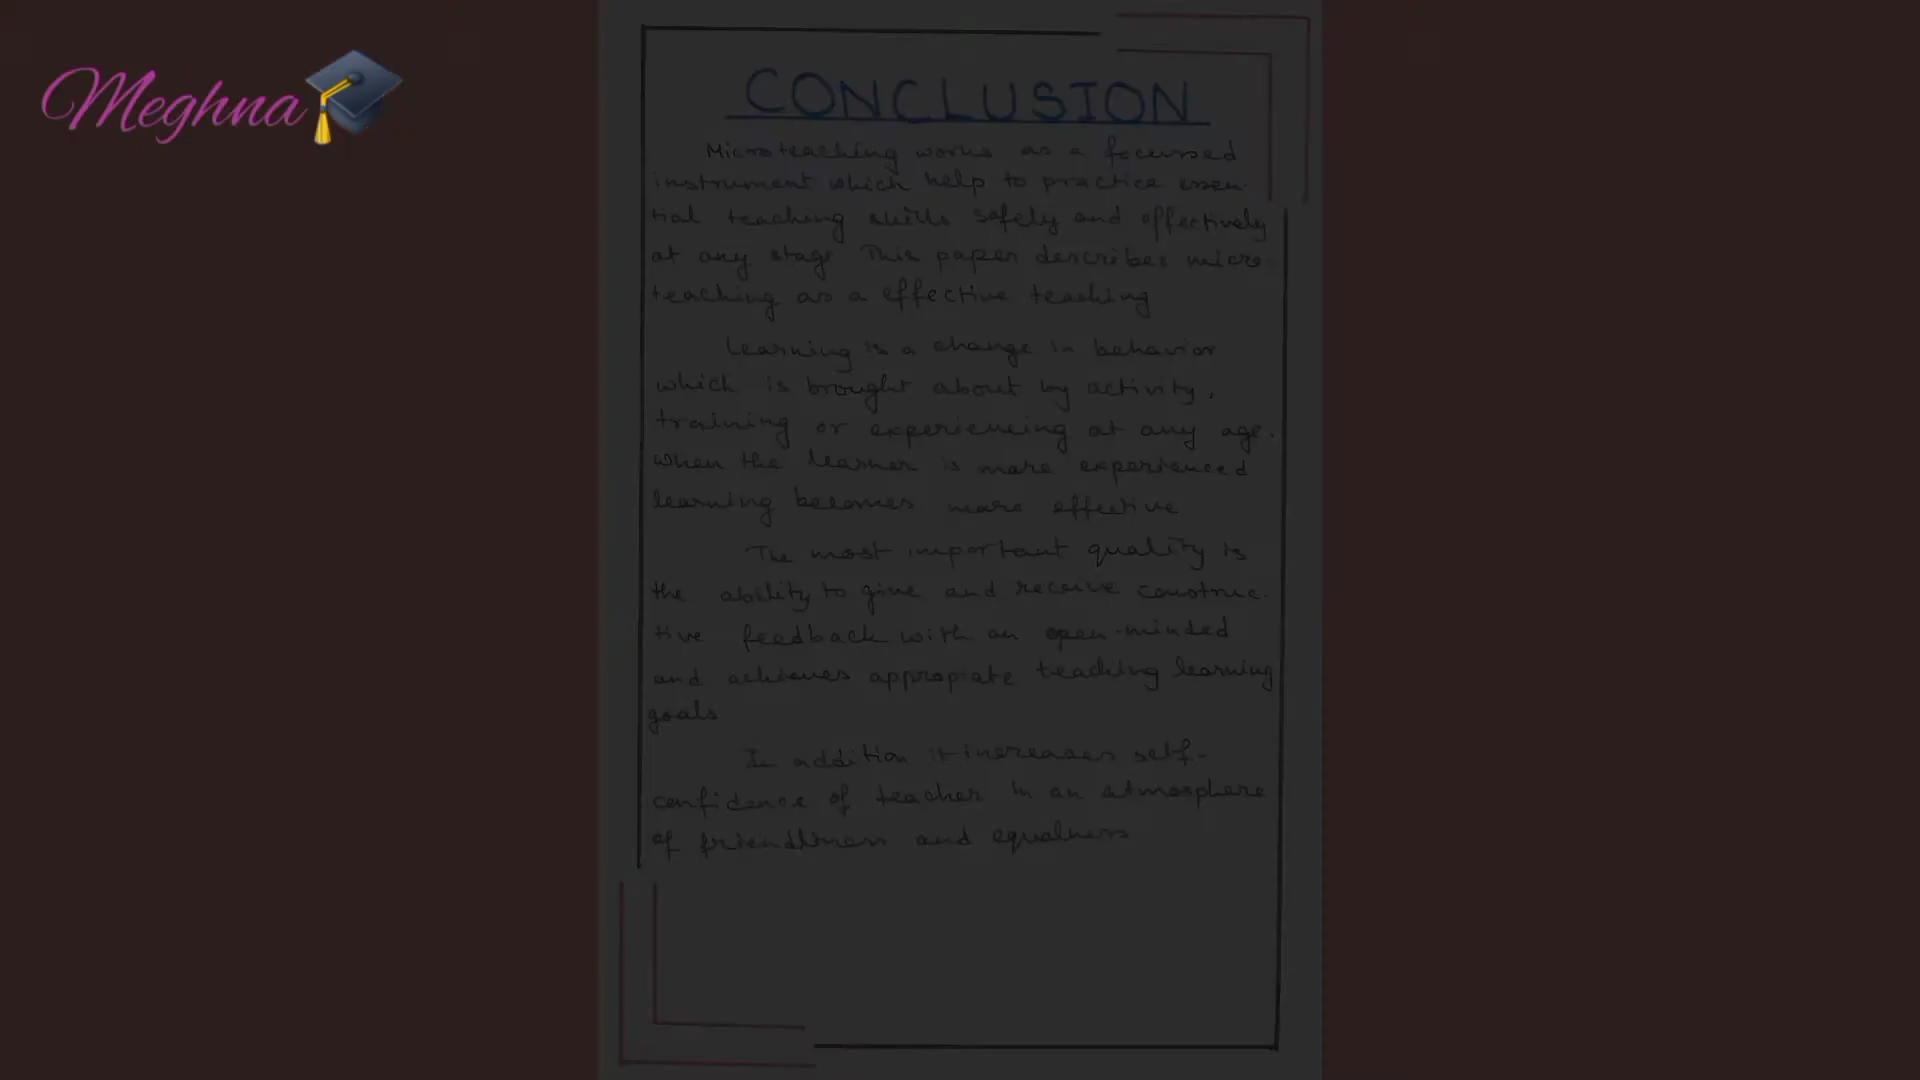 Meghna
CONCLUSION
Microteaching works as a focussed
instrument which help to practice essen-
tial teaching skills safely and effectively
at any stage This paper describes micro-
teaching as a effective teaching
Learning is a change in behavior
which is brought about by activity,
training or experiencing at any age.
When the learner is more experienced
learning becomes more effective
The most important quality is
the ability to give and receive construc-
tive feedback with an open-minded
and achieves appropiate teaching learning
goals
In addition it increases self-
confidence of teacher in an atmosphere
of friendliness and equalness